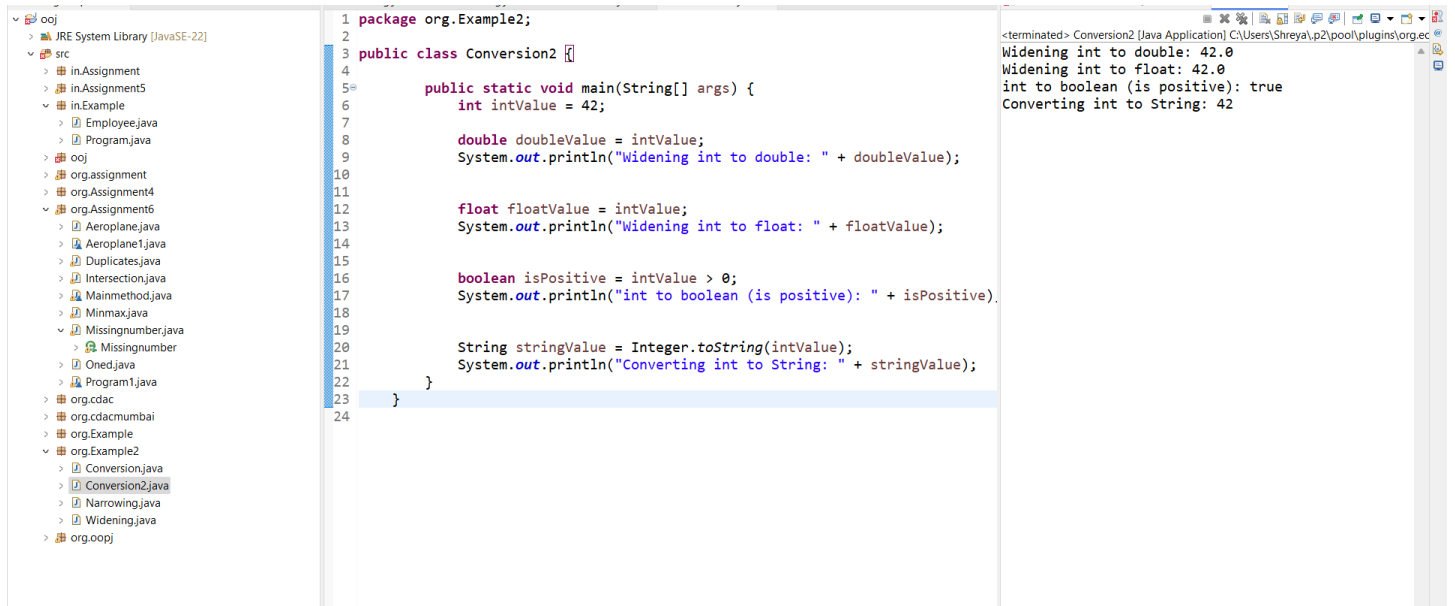 ooj
JRE System Library [JavaSE-22]
src
in.Assignment
in.Assignment5
in.Example
Employee.java
Program.java
ooj
org.assignment
org.Assignment4
org.Assignment6
Aeroplane.java
Aeroplane1.java
Duplicates.java
Intersection.java
Mainmethod.java
Minmax.java
Missingnumber.java
Missingnumber
Oned.java
Program1.java
org.cdac
org.cdacmumbai
org.Example
org.Example2
Conversion.java
Conversion2.java
Narrowing.java
Widening.java
org.oopj
1 package org.Example2;
2
3 public class Conversion2 {
4
5 public static void main(String[] args) {
6 int intValue = 42;
7
8 double doubleValue = intValue;
9 System.out.println("Widening int to double: " + doubleValue);
10
11
12 float floatValue = intValue;
13 System.out.println("Widening int to float: " + floatValue);
14
15
16 boolean isPositive = intValue > 0;
17 System.out.println("int to boolean (is positive): " + isPositive)
18
19
20 String stringValue = Integer.toString(intValue);
21 System.out.println("Converting int to String: " + stringValue);
22 }
23 }
24
<terminated> Conversion2 [Java Application] C:\Users\Shreya\.p2\pool\plugins\org.ec
Widening int to double: 42.0
Widening int to float: 42.0
int to boolean (is positive): true
Converting int to String: 42